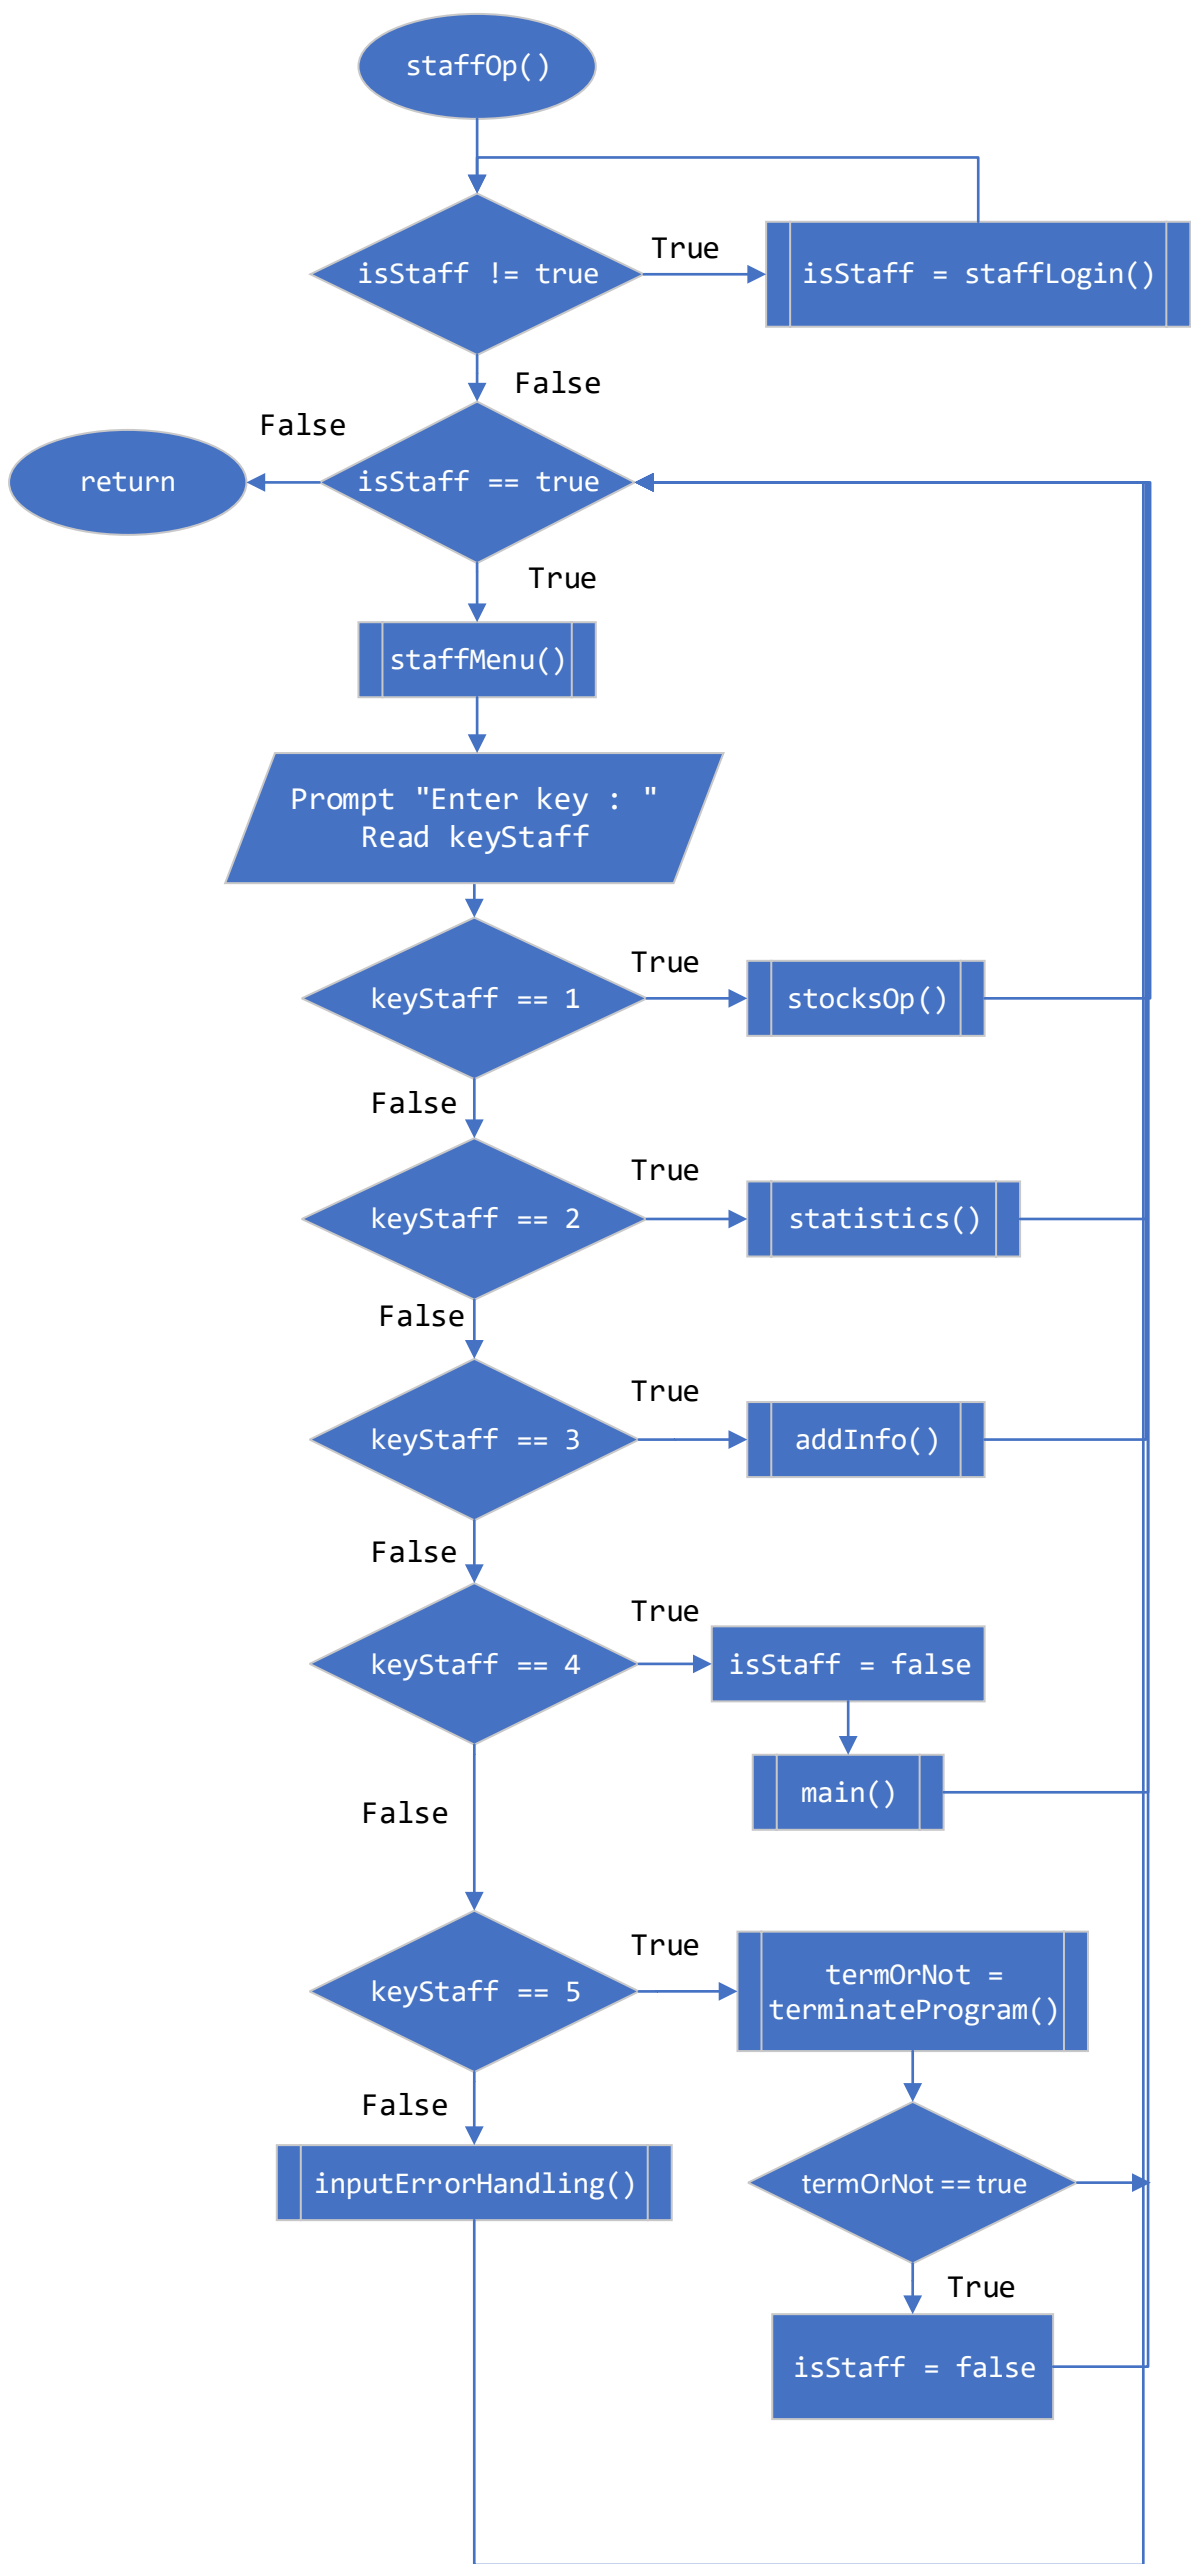 staffOp()
True
isStaff != true
isStaff = staffLogin()
False
False
return
isStaff == true
True
staffMenu()
Prompt "Enter key : "
Read keyStaff
True
keyStaff == 1
stocksOp()
False
True
keyStaff == 2
statistics()
False
True
keyStaff == 3
addInfo()
False
True
keyStaff == 4
isStaff = false
main()
False
True
keyStaff == 5
termOrNot =
terminateProgram()
False
inputErrorHandling()
termOrNot == true
True
isStaff = false